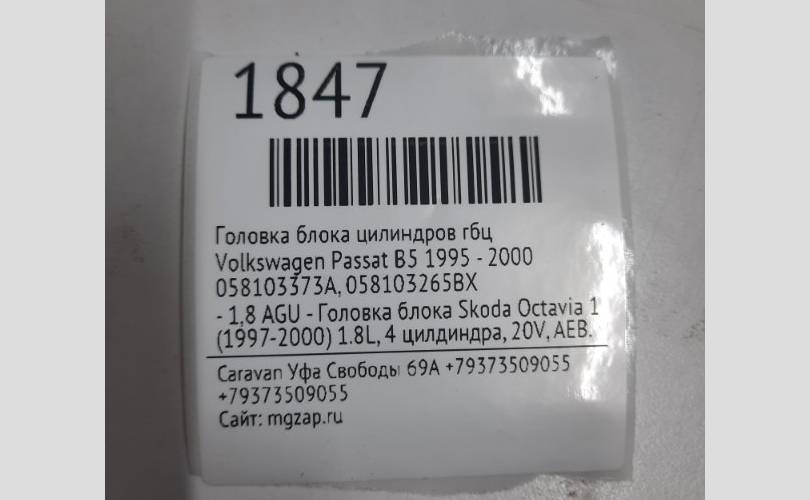 1847
Головка блока цилиндров гбц
Volkswagen Passat B5 1995 - 2000
058103373A, 058103265BX
- 1,8 AGU - Головка блока Skoda Octavia 1
(1997-2000) 1.8L, 4 цилдиндра, 20V, AEB.
Caravan Уфа Свободы 69А +79373509055
+79373509055
Сайт: mgzap.ru